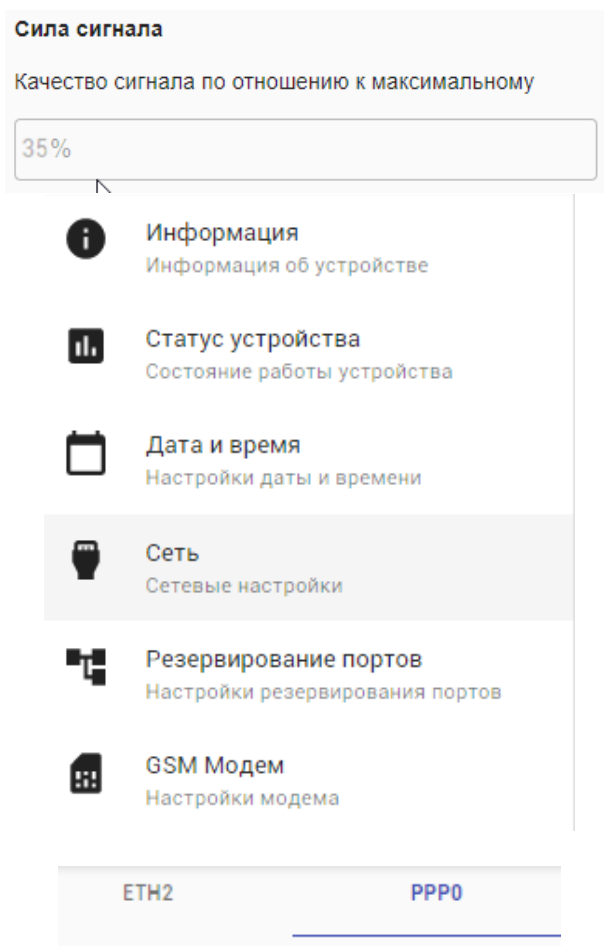 Сила сигнала
Качество сигнала по отношению к максимальному
35%
Информация
Информация об устройстве
Статус устройства
Состояние работы устройства
Дата и время
Настройки даты и времени
Сеть
Сетевые настройки
Резервирование портов
Настройки резервирования портов
GSM Модем
Настройки модема
ETH2 PPP0